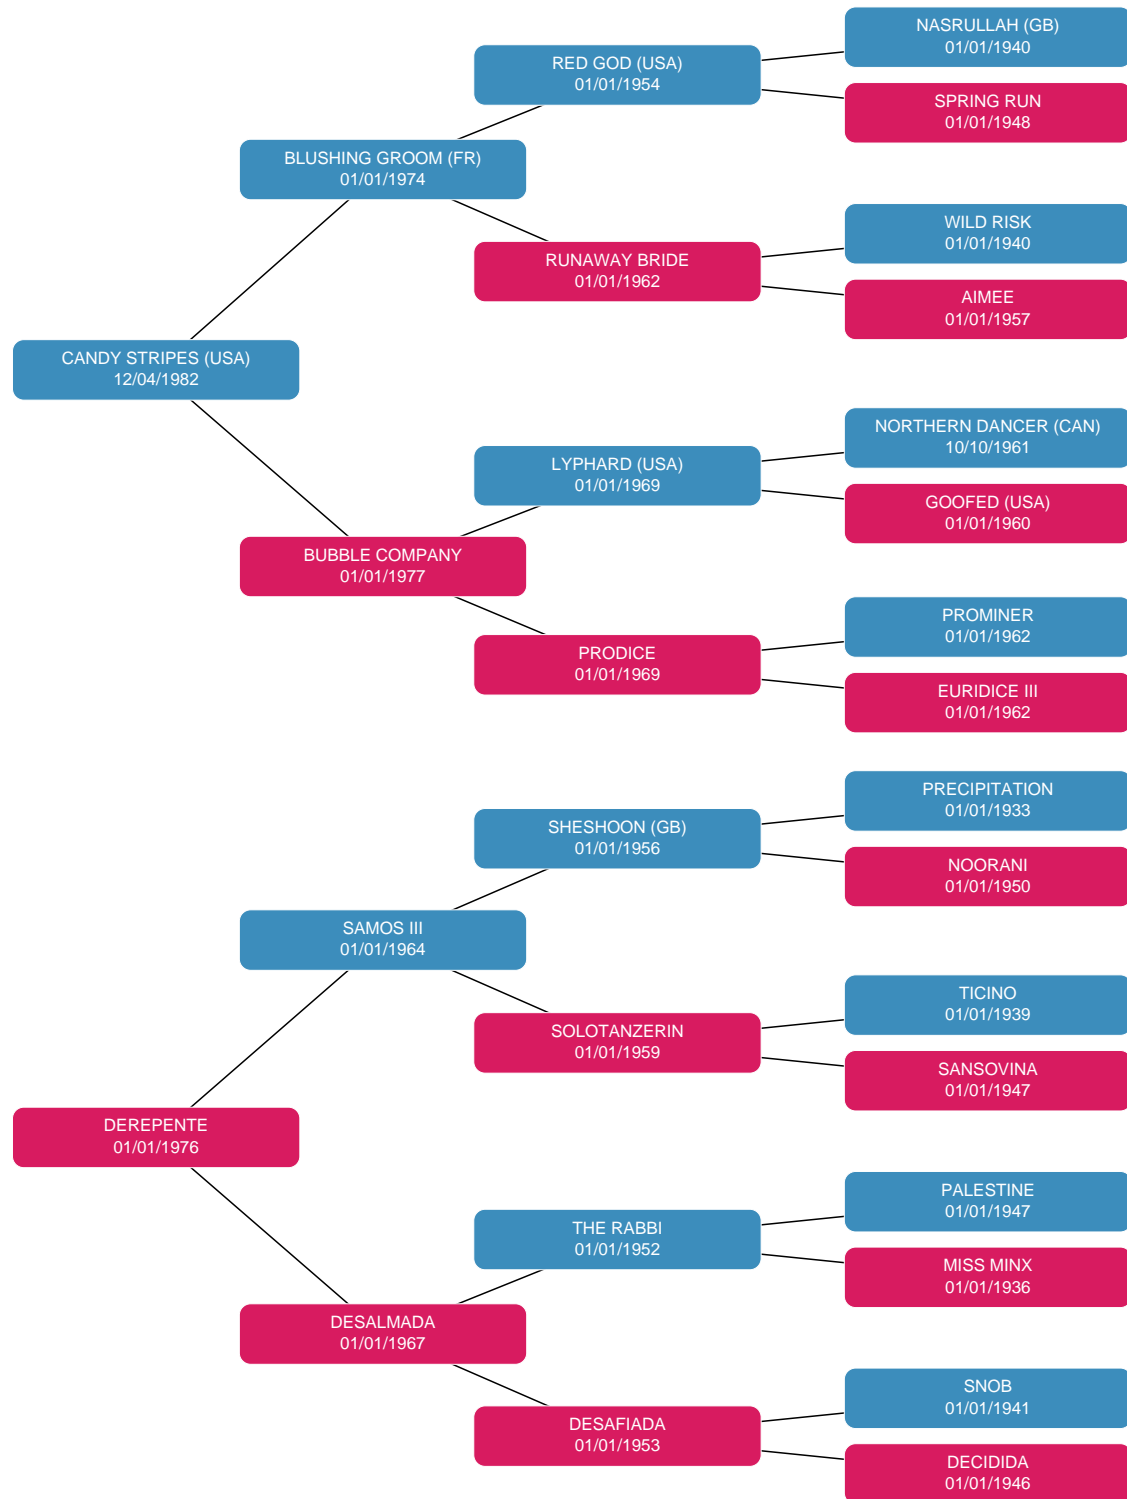 NASRULLAH (GB)
01/01/1940
RED GOD (USA)
01/01/1954
SPRING RUN
01/01/1948
BLUSHING GROOM (FR)
01/01/1974
WILD RISK
01/01/1940
RUNAWAY BRIDE
01/01/1962
AIMEE
01/01/1957
CANDY STRIPES (USA)
12/04/1982
NORTHERN DANCER (CAN)
10/10/1961
LYPHARD (USA)
01/01/1969
GOOFED (USA)
01/01/1960
BUBBLE COMPANY
01/01/1977
PROMINER
01/01/1962
PRODICE
01/01/1969
EURIDICE III
01/01/1962
PRECIPITATION
01/01/1933
SHESHOON (GB)
01/01/1956
NOORANI
01/01/1950
SAMOS III
01/01/1964
TICINO
01/01/1939
SOLOTANZERIN
01/01/1959
SANSOVINA
01/01/1947
DEREPENTE
01/01/1976
PALESTINE
01/01/1947
THE RABBI
01/01/1952
MISS MINX
01/01/1936
DESALMADA
01/01/1967
SNOB
01/01/1941
DESAFIADA
01/01/1953
DECIDIDA
01/01/1946